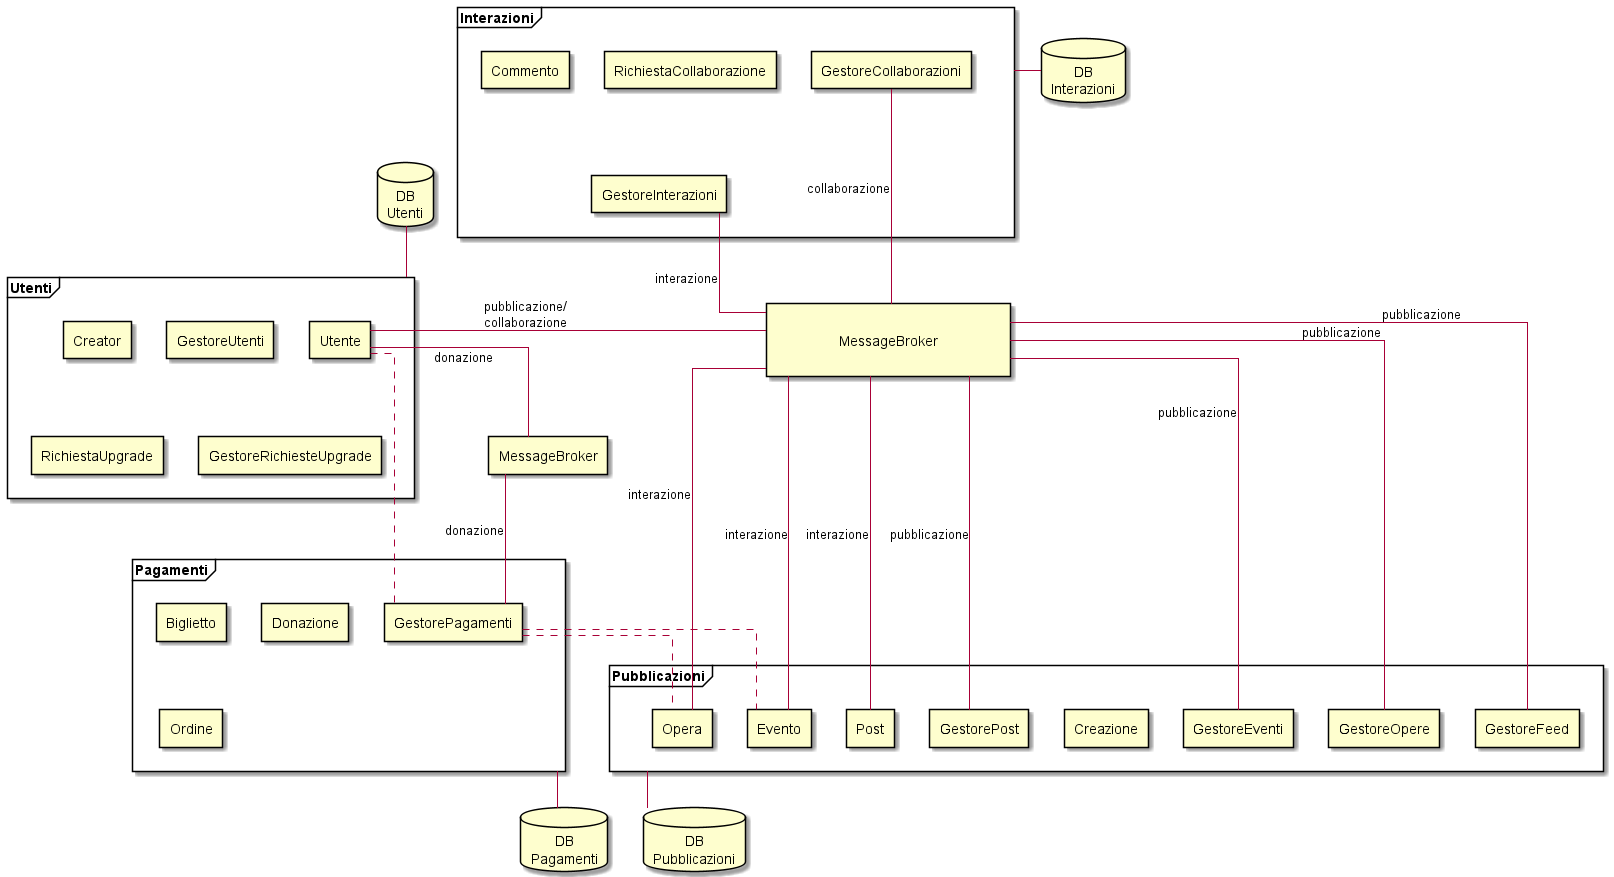 Interazioni
Commento
RichiestaCollaborazione
GestoreCollaborazioni
DB
Interazioni
GestoreInterazioni
collaborazione
DB
Utenti
interazione
Utenti
Creator
GestoreUtenti
Utente
pubblicazione/
collaborazione
donazione
MessageBroker
pubblicazione
pubblicazione
pubblicazione
RichiestaUpgrade
GestoreRichiesteUpgrade
MessageBroker
interazione
donazione
interazione
interazione
pubblicazione
Pagamenti
Biglietto
Donazione
GestorePagamenti
Ordine
Pubblicazioni
Opera
Evento
Post
GestorePost
Creazione
GestoreEventi
GestoreOpere
GestoreFeed
DB
Pagamenti
DB
Pubblicazioni